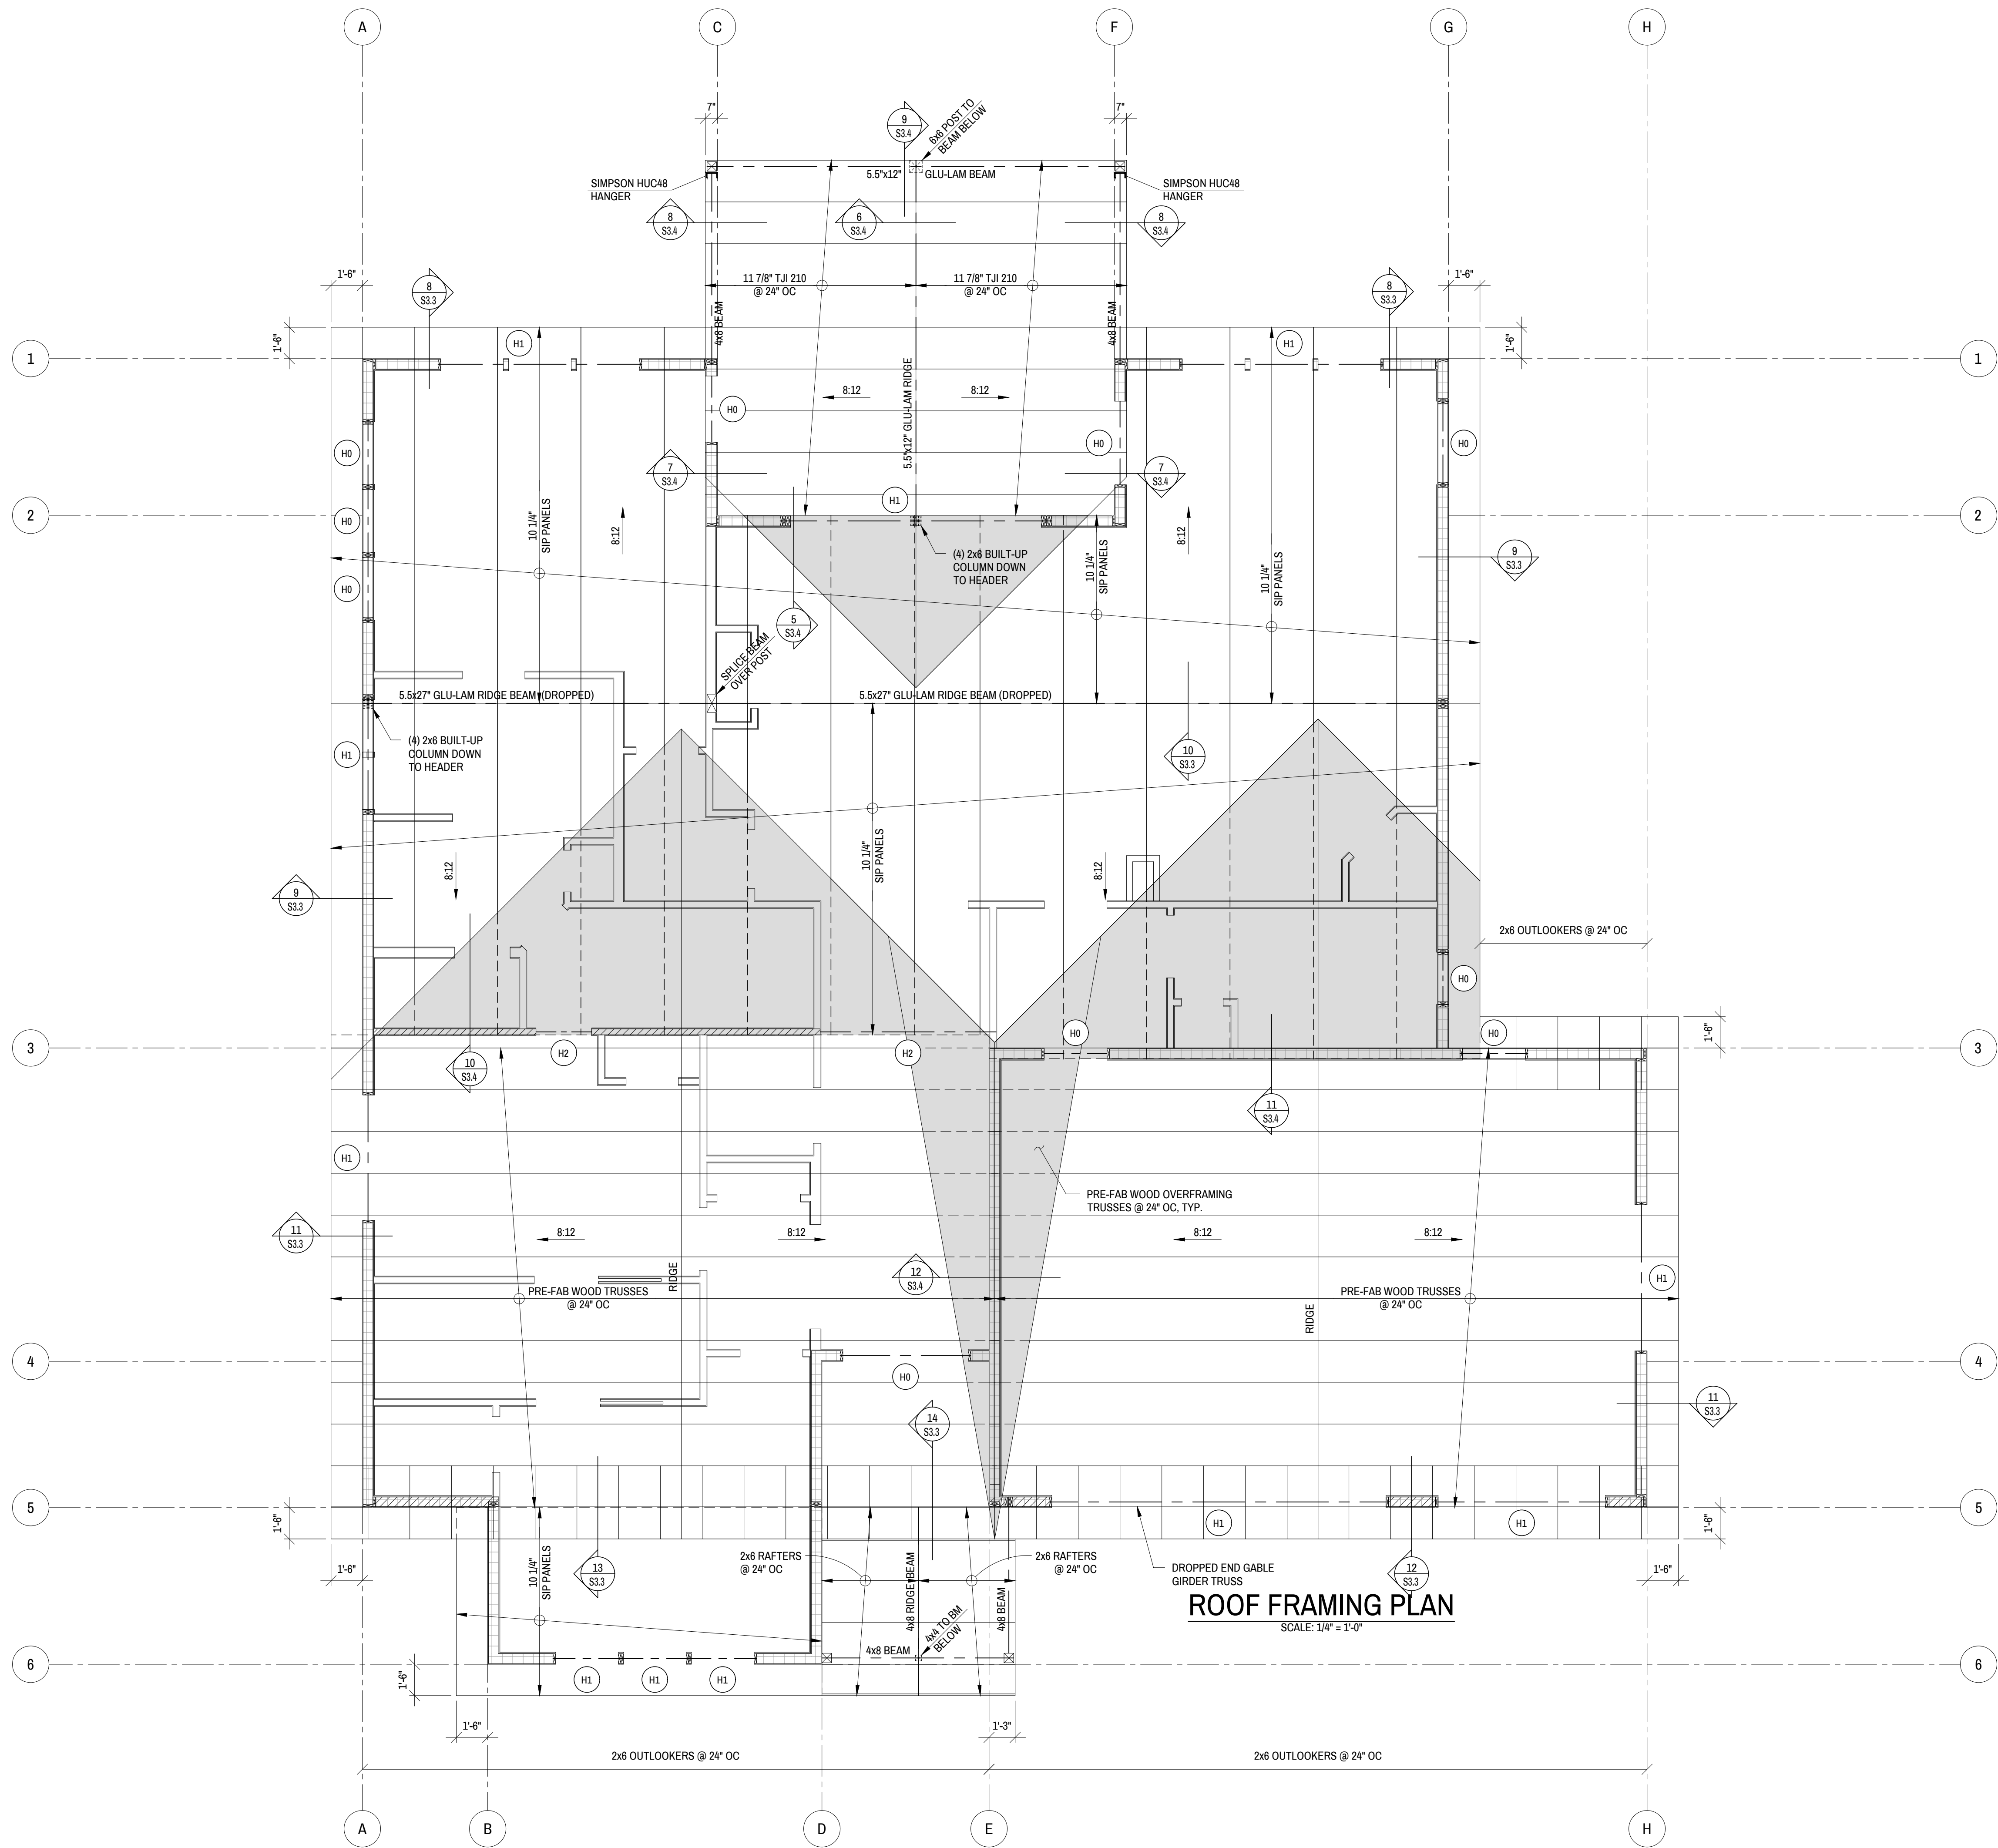 A
C
F
G
H
7"
9
S3.4
6x6 POST TO
BEAM BELOW
7"
5.5"x12"
GLU-LAM BEAM
SIMPSON HUC48
HANGER
SIMPSON HUC48
HANGER
8
S3.4
6
S3.4
8
S3.4
1'-6"
8
S3.3
11 7/8" TJI 210
@ 24" OC
11 7/8" TJI 210
@ 24" OC
8
S3.3
1'-6"
1'-6"
H1
4x8 BEAM
4x8 BEAM
H1
1'-6"
1
1
5.5"x12" GLU-LAM RIDGE
8:12
8:12
H0
H0
H0
H0
7
S3.4
7
S3.4
H1
2
H0
10 1/4"
SIP PANELS
8:12
8:12
2
(4) 2x6 BUILT-UP
COLUMN DOWN
TO HEADER
10 1/4"
SIP PANELS
10 1/4"
SIP PANELS
9
S3.3
H0
5
S3.4
SPLICE BEAM
OVER POST
5.5x27" GLU-LAM RIDGE BEAM (DROPPED)
5.5x27" GLU-LAM RIDGE BEAM (DROPPED)
(4) 2x6 BUILT-UP
COLUMN DOWN
TO HEADER
H1
10
S3.3
10 1/4"
SIP PANELS
8:12
8:12
9
S3.3
2x6 OUTLOOKERS @ 24" OC
H0
3
H2
H2
H0
H0
1'-6"
3
10
S3.4
11
S3.4
H1
PRE-FAB WOOD OVERFRAMING
TRUSSES @ 24" OC, TYP.
11
S3.3
8:12
8:12
8:12
8:12
12
S3.4
H1
RIDGE
PRE-FAB WOOD TRUSSES
@ 24" OC
PRE-FAB WOOD TRUSSES
@ 24" OC
RIDGE
4
H0
4
14
S3.3
11
S3.3
5
5
1'-6"
H1
H1
1'-6"
1'-6"
10 1/4"
SIP PANELS
13
S3.3
2x6 RAFTERS
@ 24" OC
4x8 RIDGE BEAM
2x6 RAFTERS
@ 24" OC
4x8 BEAM
DROPPED END GABLE
GIRDER TRUSS
12
S3.3
1'-6"
ROOF FRAMING PLAN
SCALE: 1/4" = 1'-0"
4x4 TO BM
BELOW
4x8 BEAM
6
6
1'-6"
H1
H1
H1
1'-6"
1'-3"
2x6 OUTLOOKERS @ 24" OC
2x6 OUTLOOKERS @ 24" OC
A
B
D
E
H